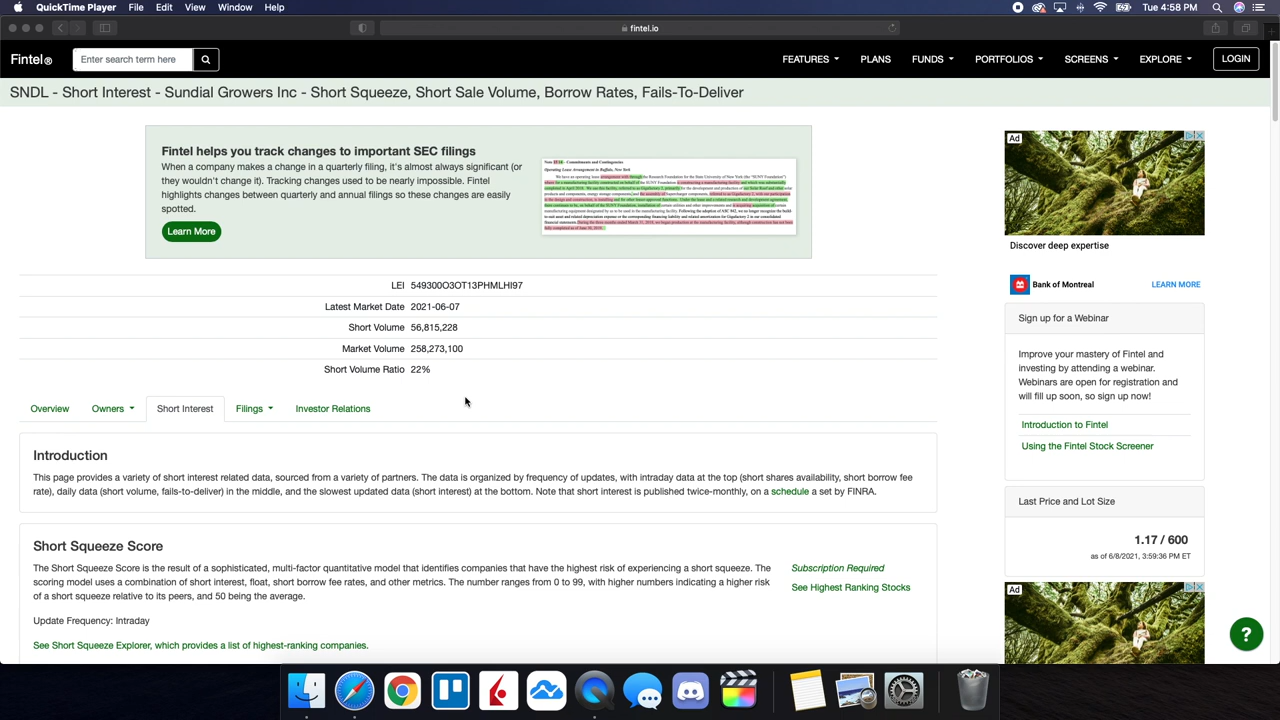 QuickTime Player File Edit View Window Help
Tue 4:58 PM
fintel.io
Fintel®
Enter search term here
FEATURES PLANS FUNDS PORTFOLIOS SCREENS EXPLORE LOGIN
SNDL - Short Interest - Sundial Growers Inc - Short Squeeze, Short Sale Volume, Borrow Rates, Fails-To-Deliver
Fintel helps you track changes to important SEC filings
When a company makes a change in a quarterly filing, it's almost always significant (or
they wouldn't change it). Tracking changes used to be nearly impossible. Fintel
highlights changes between quarterly and annual filings so these changes are easily
spotted.
Learn More
LEI 549300O3OT13PHMLHI97
Latest Market Date 2021-06-07
Short Volume 56,815,228
Market Volume 258,273,100
Short Volume Ratio 22%
Overview Owners Short Interest Filings Investor Relations
Introduction
This page provides a variety of short interest related data, sourced from a variety of partners. The data is organized by frequency of updates, with intraday data at the top (short shares availability, short borrow fee
rate), daily data (short volume, fails-to-deliver) in the middle, and the slowest updated data (short interest) at the bottom. Note that short interest is published twice-monthly, on a schedule a set by FINRA.
Short Squeeze Score
The Short Squeeze Score is the result of a sophisticated, multi-factor quantitative model that identifies companies that have the highest risk of experiencing a short squeeze. The
scoring model uses a combination of short interest, float, short borrow fee rates, and other metrics. The number ranges from 0 to 99, with higher numbers indicating a higher risk
of a short squeeze relative to its peers, and 50 being the average.
Update Frequency: Intraday
See Short Squeeze Explorer, which provides a list of highest-ranking companies.
Subscription Required
See Highest Ranking Stocks
Ad
Discover deep expertise
Bank of Montreal
LEARN MORE
Sign up for a Webinar
Improve your mastery of Fintel and
investing by attending a webinar.
Webinars are open for registration and
will fill up soon, so sign up now!
Introduction to Fintel
Using the Fintel Stock Screener
Last Price and Lot Size
1.17 / 600
as of 6/8/2021, 3:59:36 PM ET
Ad
?